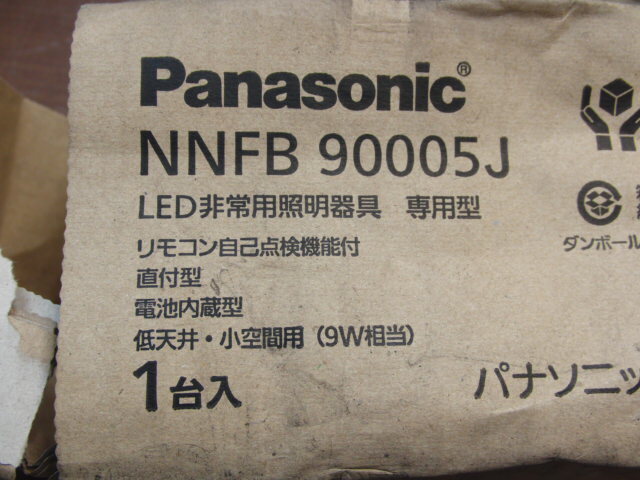 Panasonic®
NNFB 90005J
LED非常用照明器具 専用型
リモコン自己点検機能付
直付型
電池内蔵型
低天井・小空間用（9W相当）
1台入
ダンボール
パナソニッ